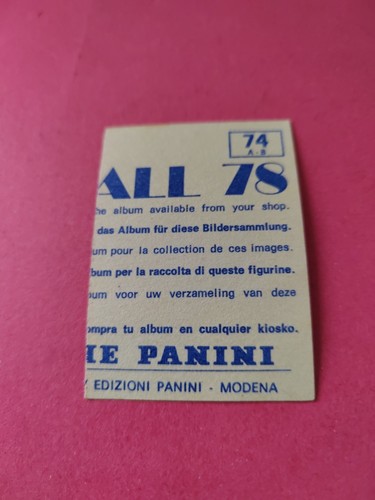 74
A - B
ALL 78
he album available from your shop.
das Album für diese Bildersammlung.
um pour la collection de ces images.
lbum per la raccolta di queste figurine.
bum voor uw verzameling van deze
ompra tu album en cualquier kiosko.
NE PANINI
EDIZIONI PANINI - MODENA